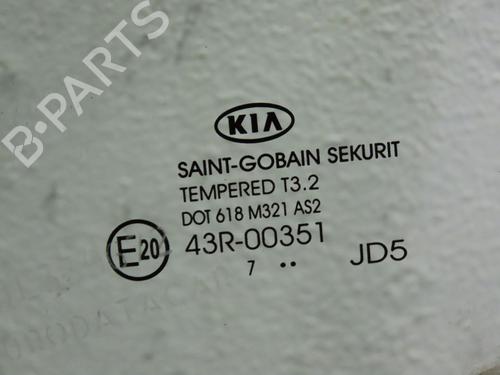 B-PARTS
KIA
SAINT-GOBAIN SEKURIT
TEMPERED T3.2
DOT 618 M321 AS2
E20 43R-00351
7 •• JD5